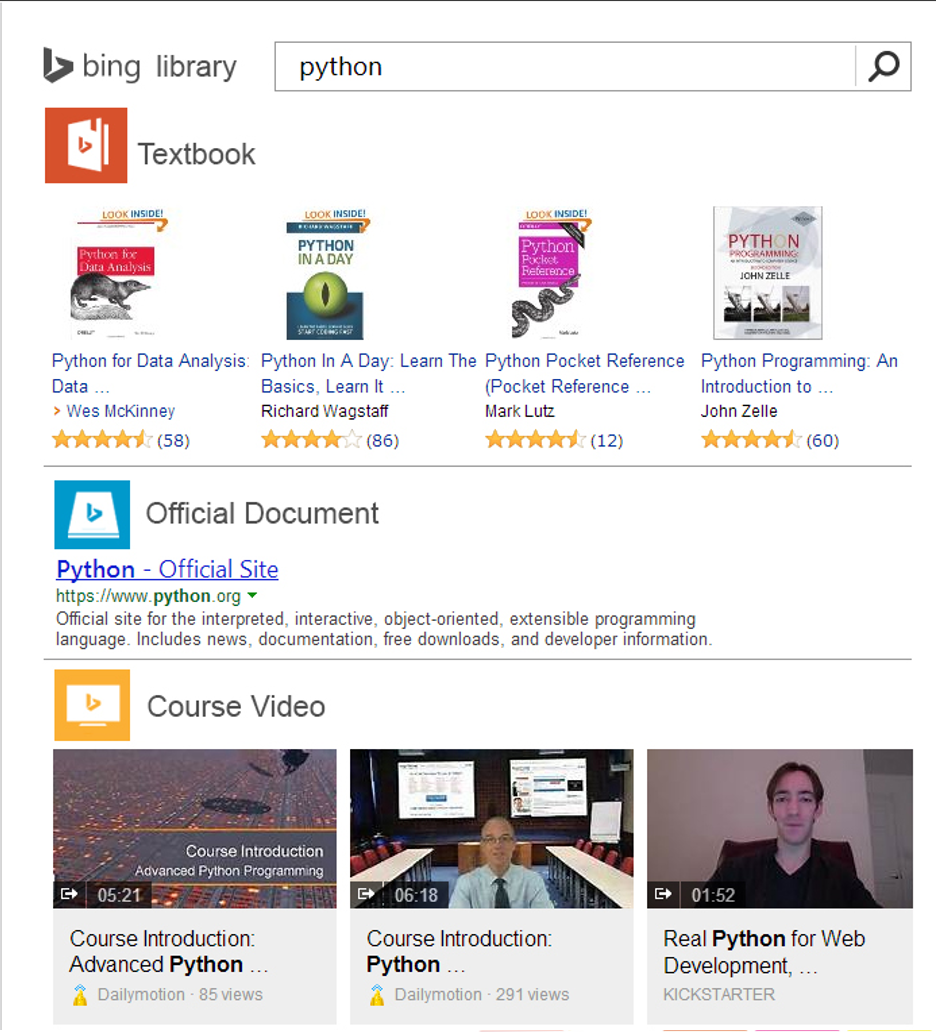 bing library
python
Textbook
LOOK INSIDE!
Python for
Data Analysis
LOOK INSIDE!
RICHARD WAGSTAFF
PYTHON
IN A DAY
START CODING FAST
LOOK INSIDE!
Python
Pocket
Reference
PYTHON
PROGRAMMING:
JOHN ZELLE
Python for Data Analysis: Data ...
> Wes McKinney
(58)
Python In A Day: Learn The
Basics, Learn It ...
Richard Wagstaff
(86)
Python Pocket Reference
(Pocket Reference ...
Mark Lutz
(12)
Python Programming: An
Introduction to ...
John Zelle
(60)
Official Document
Python - Official Site
https://www.python.org
Official site for the interpreted, interactive, object-oriented, extensible programming
language. Includes news, documentation, free downloads, and developer information.
Course Video
Course Introduction
Advanced Python Programming
05:21
06:18
01:52
Course Introduction:
Advanced Python ...
Dailymotion · 85 views
Course Introduction:
Python ...
Dailymotion · 291 views
Real Python for Web
Development, ...
KICKSTARTER